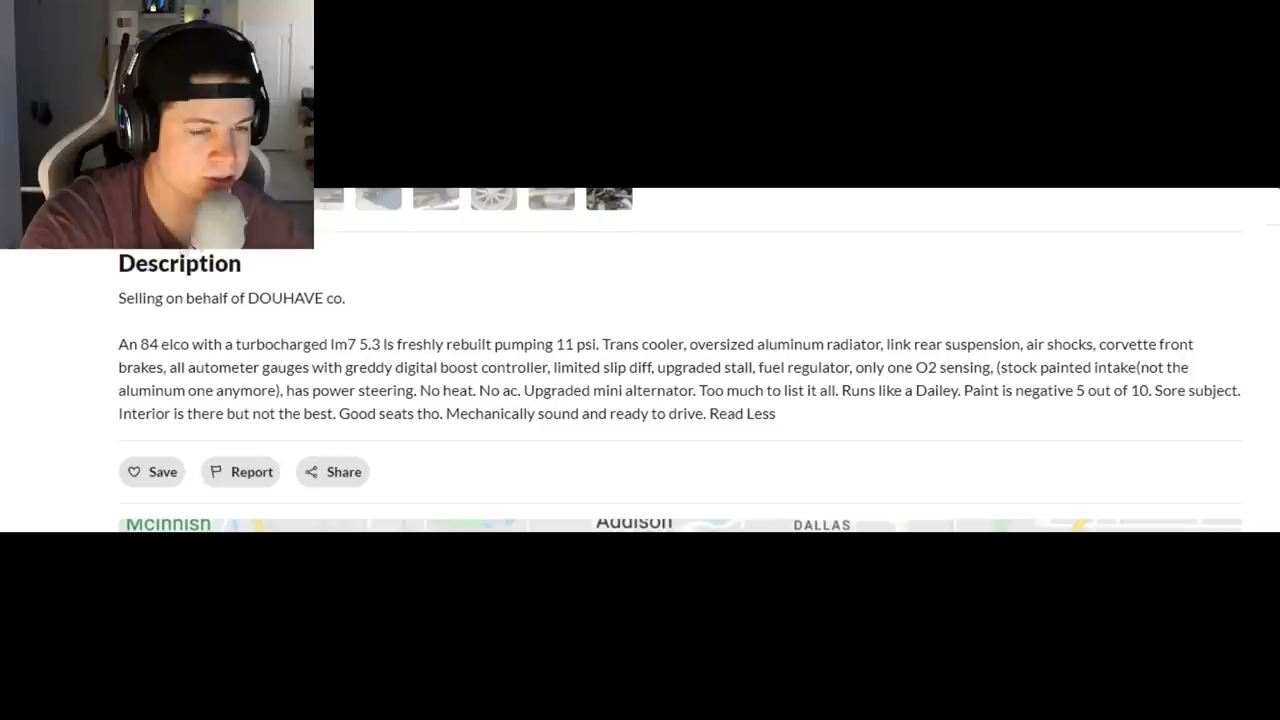 Description
Selling on behalf of DOUHAVE co.
An 84 elco with a turbocharged lm7 5.3 ls freshly rebuilt pumping 11 psi. Trans cooler, oversized aluminum radiator, link rear suspension, air shocks, corvette front
brakes, all autometer gauges with greddy digital boost controller, limited slip diff, upgraded stall, fuel regulator, only one O2 sensing, (stock painted intake(not the
aluminum one anymore), has power steering. No heat. No ac. Upgraded mini alternator. Too much to list it all. Runs like a Dailey. Paint is negative 5 out of 10. Sore subject.
Interior is there but not the best. Good seats tho. Mechanically sound and ready to drive. Read Less
Save Report Share
McInnish Addison DALLAS